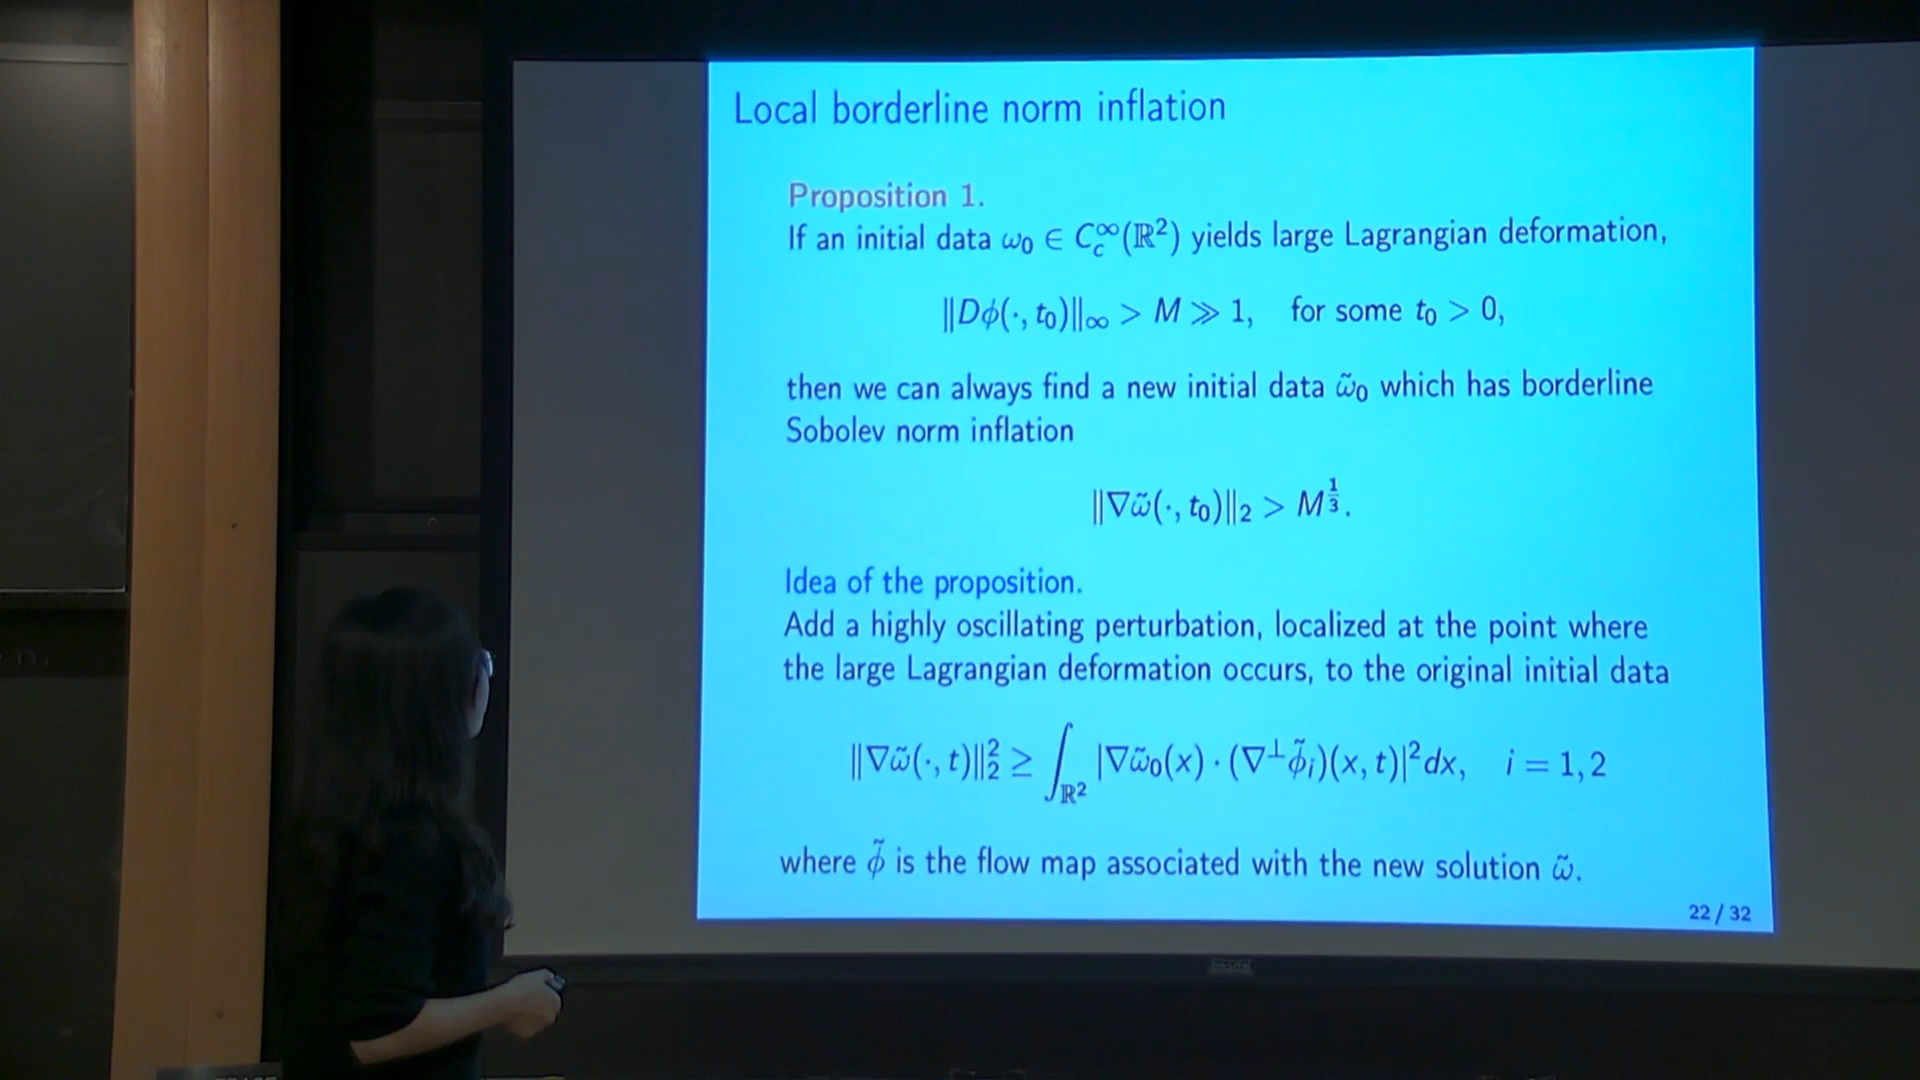 Local borderline norm inflation
Proposition 1.
If an initial data ω₀ ∈ C_c^∞(ℝ²) yields large Lagrangian deformation,
‖Dϕ(·, t₀)‖_∞ > M ≫ 1, for some t₀ > 0,
then we can always find a new initial data ω̃₀ which has borderline
Sobolev norm inflation
‖∇ω̃(·, t₀)‖₂ > M^{1/3}.
Idea of the proposition.
Add a highly oscillating perturbation, localized at the point where
the large Lagrangian deformation occurs, to the original initial data
‖∇ω̃(·, t)‖₂² ≥ ∫_{ℝ²} |∇ω̃₀(x) · (∇^⊥ϕ̃ᵢ)(x, t)|²dx, i = 1, 2
where ϕ̃ is the flow map associated with the new solution ω̃.
22 / 32